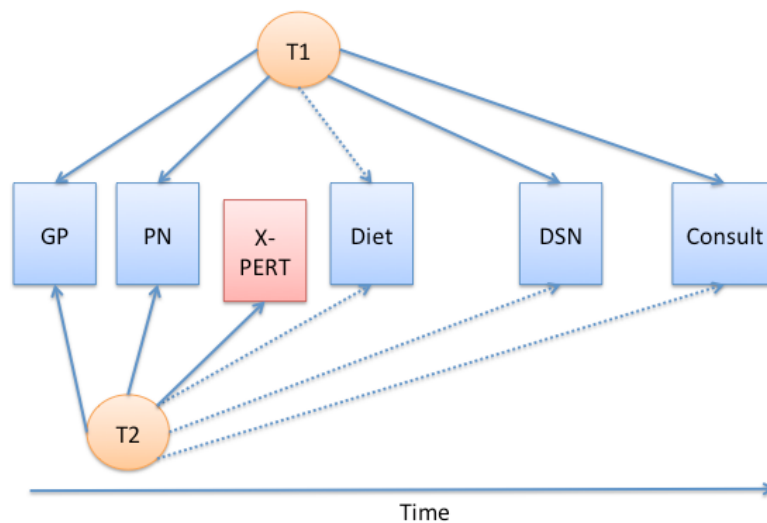 T1
GP
PN
X-
PERT
Diet
DSN
Consult
T2
Time